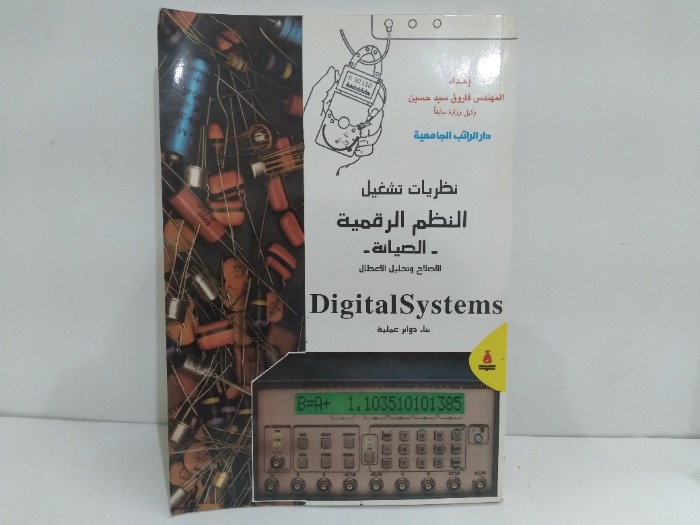 إعداد
المهندس فاروق سيد حسين
وكيل وزارة سابقاً
دار الراتب الجامعية
نظريات تشغيل
النظم الرقمية
- الصيانة -
الاصلاح وتحليل الاعطال
DigitalSystems
بناء دوائر عملية
B=A+ 1.103510101385